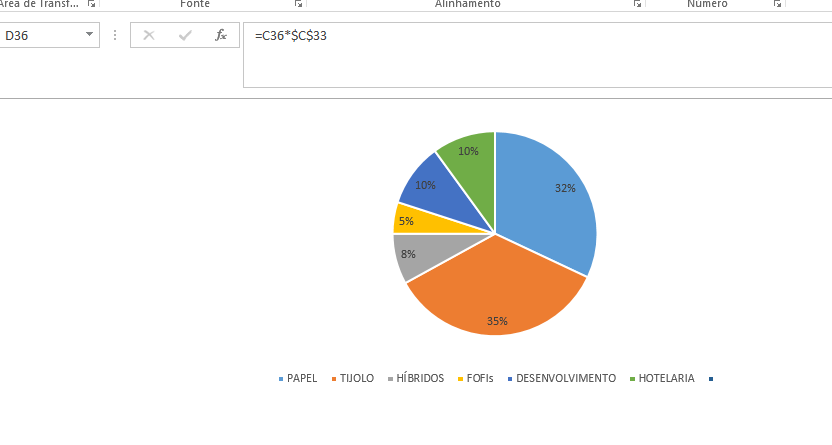 Área de Transf... Fonte Alinhamento Número
D36 fx =C36*$C$33
10%
32%
10%
5%
8%
35%
PAPEL TIJOLO HÍBRIDOS FOFIs DESENVOLVIMENTO HOTELARIA